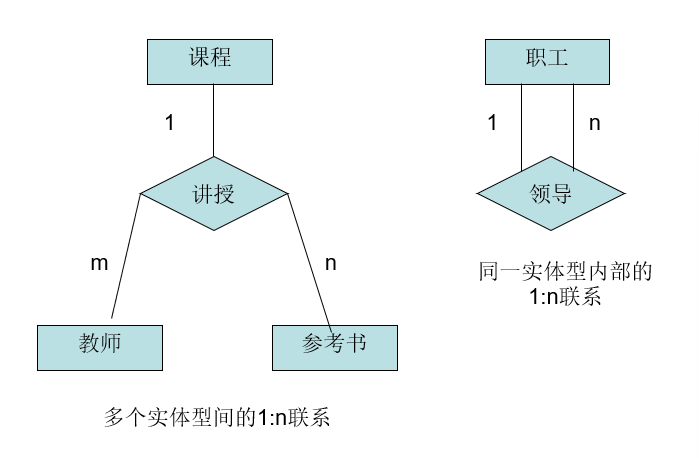 课程
1
讲授
m
n
教师
参考书
多个实体型间的1:n联系
职工
1
n
领导
同一实体型内部的
1:n联系